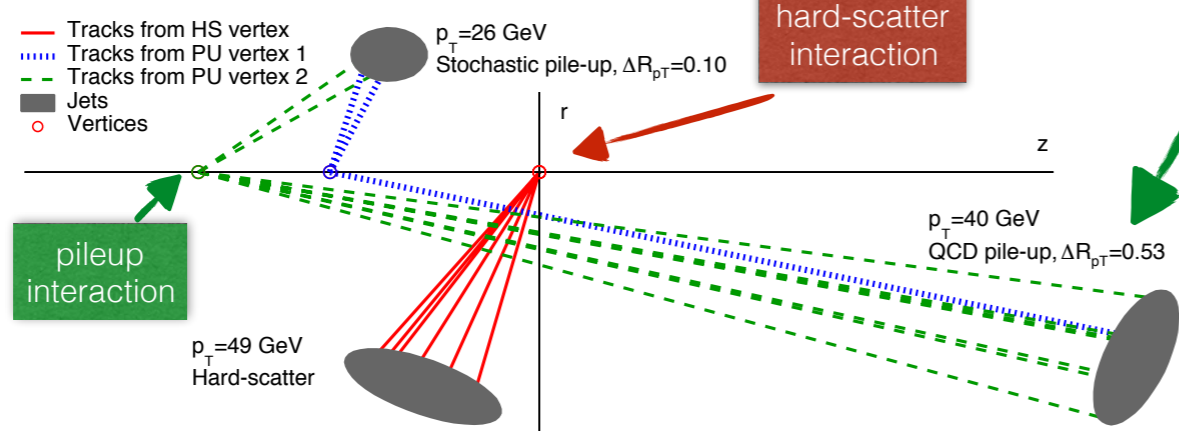 hard-scatter
interaction
Tracks from HS vertex
Tracks from PU vertex 1
Tracks from PU vertex 2
Jets
Vertices
p_T=26 GeV
Stochastic pile-up, ΔR_pT=0.10
r
z
pileup
interaction
p_T=40 GeV
QCD pile-up, ΔR_pT=0.53
p_T=49 GeV
Hard-scatter